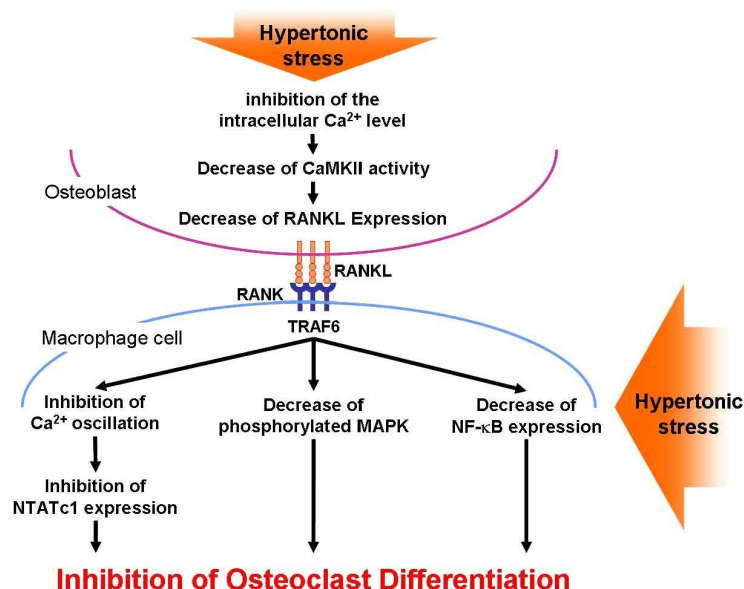 Hypertonic
stress
inhibition of the
intracellular Ca²⁺ level
Decrease of CaMKII activity
Osteoblast
Decrease of RANKL Expression
RANKL
RANK
TRAF6
Macrophage cell
Inhibition of
Ca²⁺ oscillation
Decrease of
phosphorylated MAPK
Decrease of
NF-κB expression
Hypertonic
stress
Inhibition of
NTATc1 expression
Inhibition of Osteoclast Differentiation